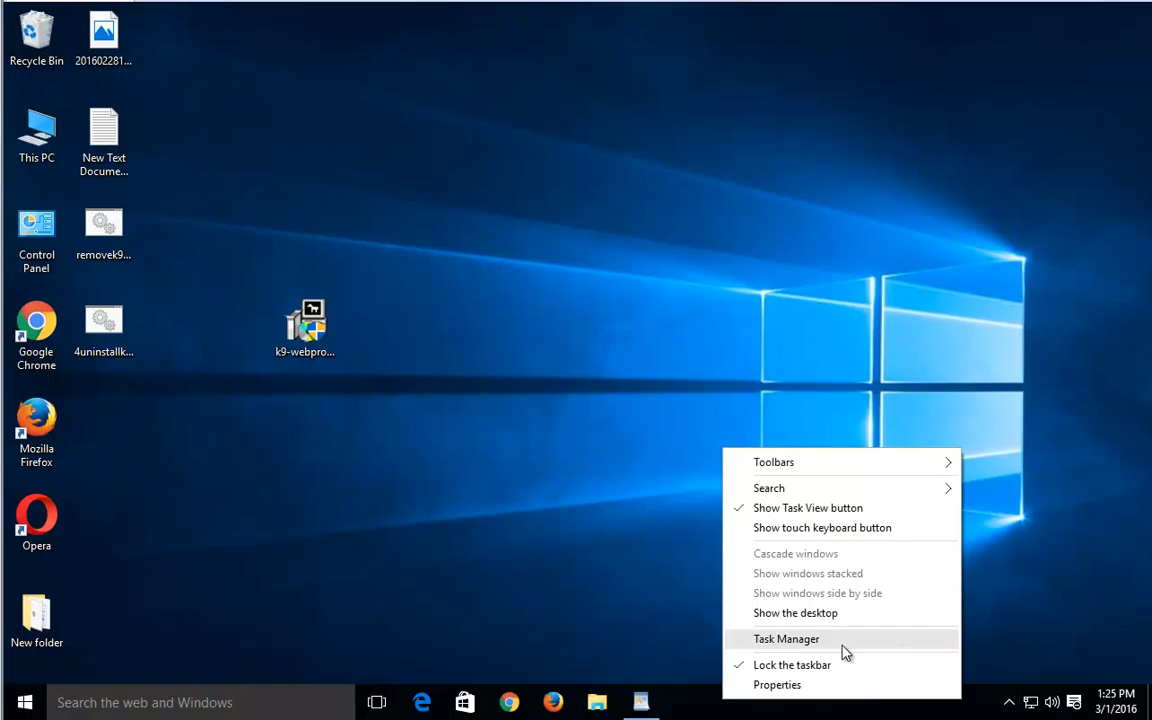 Recycle Bin
201602281...
This PC
New Text
Docume...
Control
Panel
removek9...
Google
Chrome
4uninstallk...
k9-webpro...
Mozilla
Firefox
Opera
New folder
Toolbars
Search
Show Task View button
Show touch keyboard button
Cascade windows
Show windows stacked
Show windows side by side
Show the desktop
Task Manager
Lock the taskbar
Properties
Search the web and Windows
1:25 PM
3/1/2016